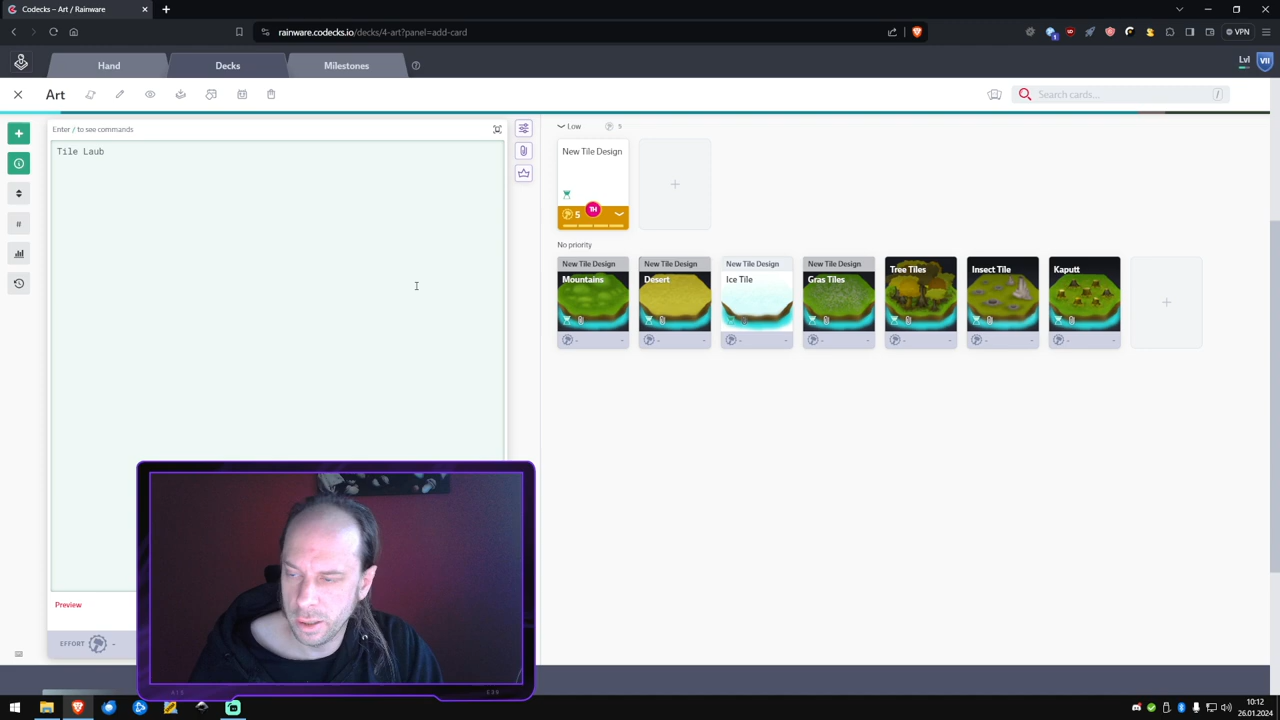 Codecks – Art / Rainware
rainware.codecks.io/decks/4-art?panel=add-card
VPN
Hand
Decks
Milestones
Lvl
VII
Art
Search cards...
/
Enter / to see commands
Tile Laub
Low
5
New Tile Design
5
TH
No priority
New Tile Design
New Tile Design
New Tile Design
New Tile Design
Mountains
Desert
Ice Tile
Gras Tiles
Tree Tiles
Insect Tile
Kaputt
Preview
EFFORT
-
10:12
26.01.2024